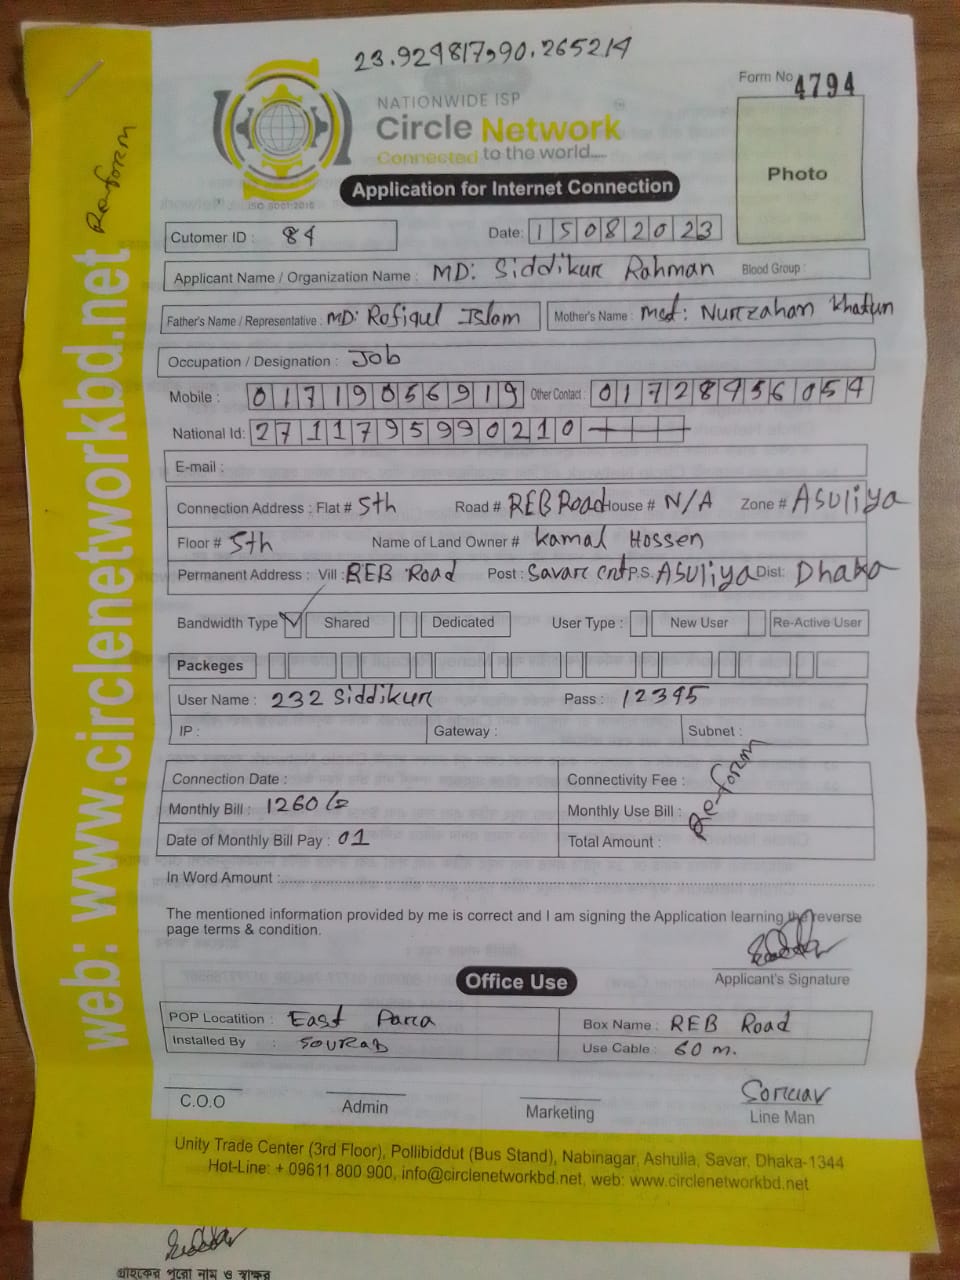 23.924817,90.265214
Form No 4794
NATIONWIDE ISP
Circle Network
Connected to the world.....
ISO 9001:2015
Photo
Application for Internet Connection
Re-form
web: www.circlenetworkbd.net
Cutomer ID : 84
Date: 15082023
Applicant Name / Organization Name : MD: Siddikur Rahman Blood Group :
Father's Name / Representative : MD: Rofiqul Islam Mother's Name : Mst: Nurzahan Khatun
Occupation / Designation : Job
Mobile : 01719056919 Other Contact : 01728456054
National Id: 2711795990210
E-mail :
Connection Address : Flat # 5th Road # REB Road House # N/A Zone # Asuliya
Floor # 5th Name of Land Owner # Kamal Hossen
Permanent Address : Vill : REB Road Post : Savar cnt P.S. Asuliya Dist: Dhaka
Bandwidth Type Shared Dedicated User Type : New User Re-Active User
Packeges
User Name : 232 Siddikur Pass : 12345
IP : Gateway : Subnet :
Connection Date : Connectivity Fee :
Monthly Bill : 1260/= Monthly Use Bill :
Re-form
Date of Monthly Bill Pay : 01 Total Amount :
In Word Amount :
The mentioned information provided by me is correct and I am signing the Application learning the reverse
page terms & condition.
Applicant's Signature
Office Use
POP Locatition : East Para Box Name : REB Road
Installed By : SOURAB Use Cable : 60 m.
C.O.O Admin Marketing Line Man
Unity Trade Center (3rd Floor), Pollibiddut (Bus Stand), Nabinagar, Ashulia, Savar, Dhaka-1344
Hot-Line: + 09611 800 900, info@circlenetworkbd.net, web: www.circlenetworkbd.net
গ্রাহকের পুরো নাম ও স্বাক্ষর